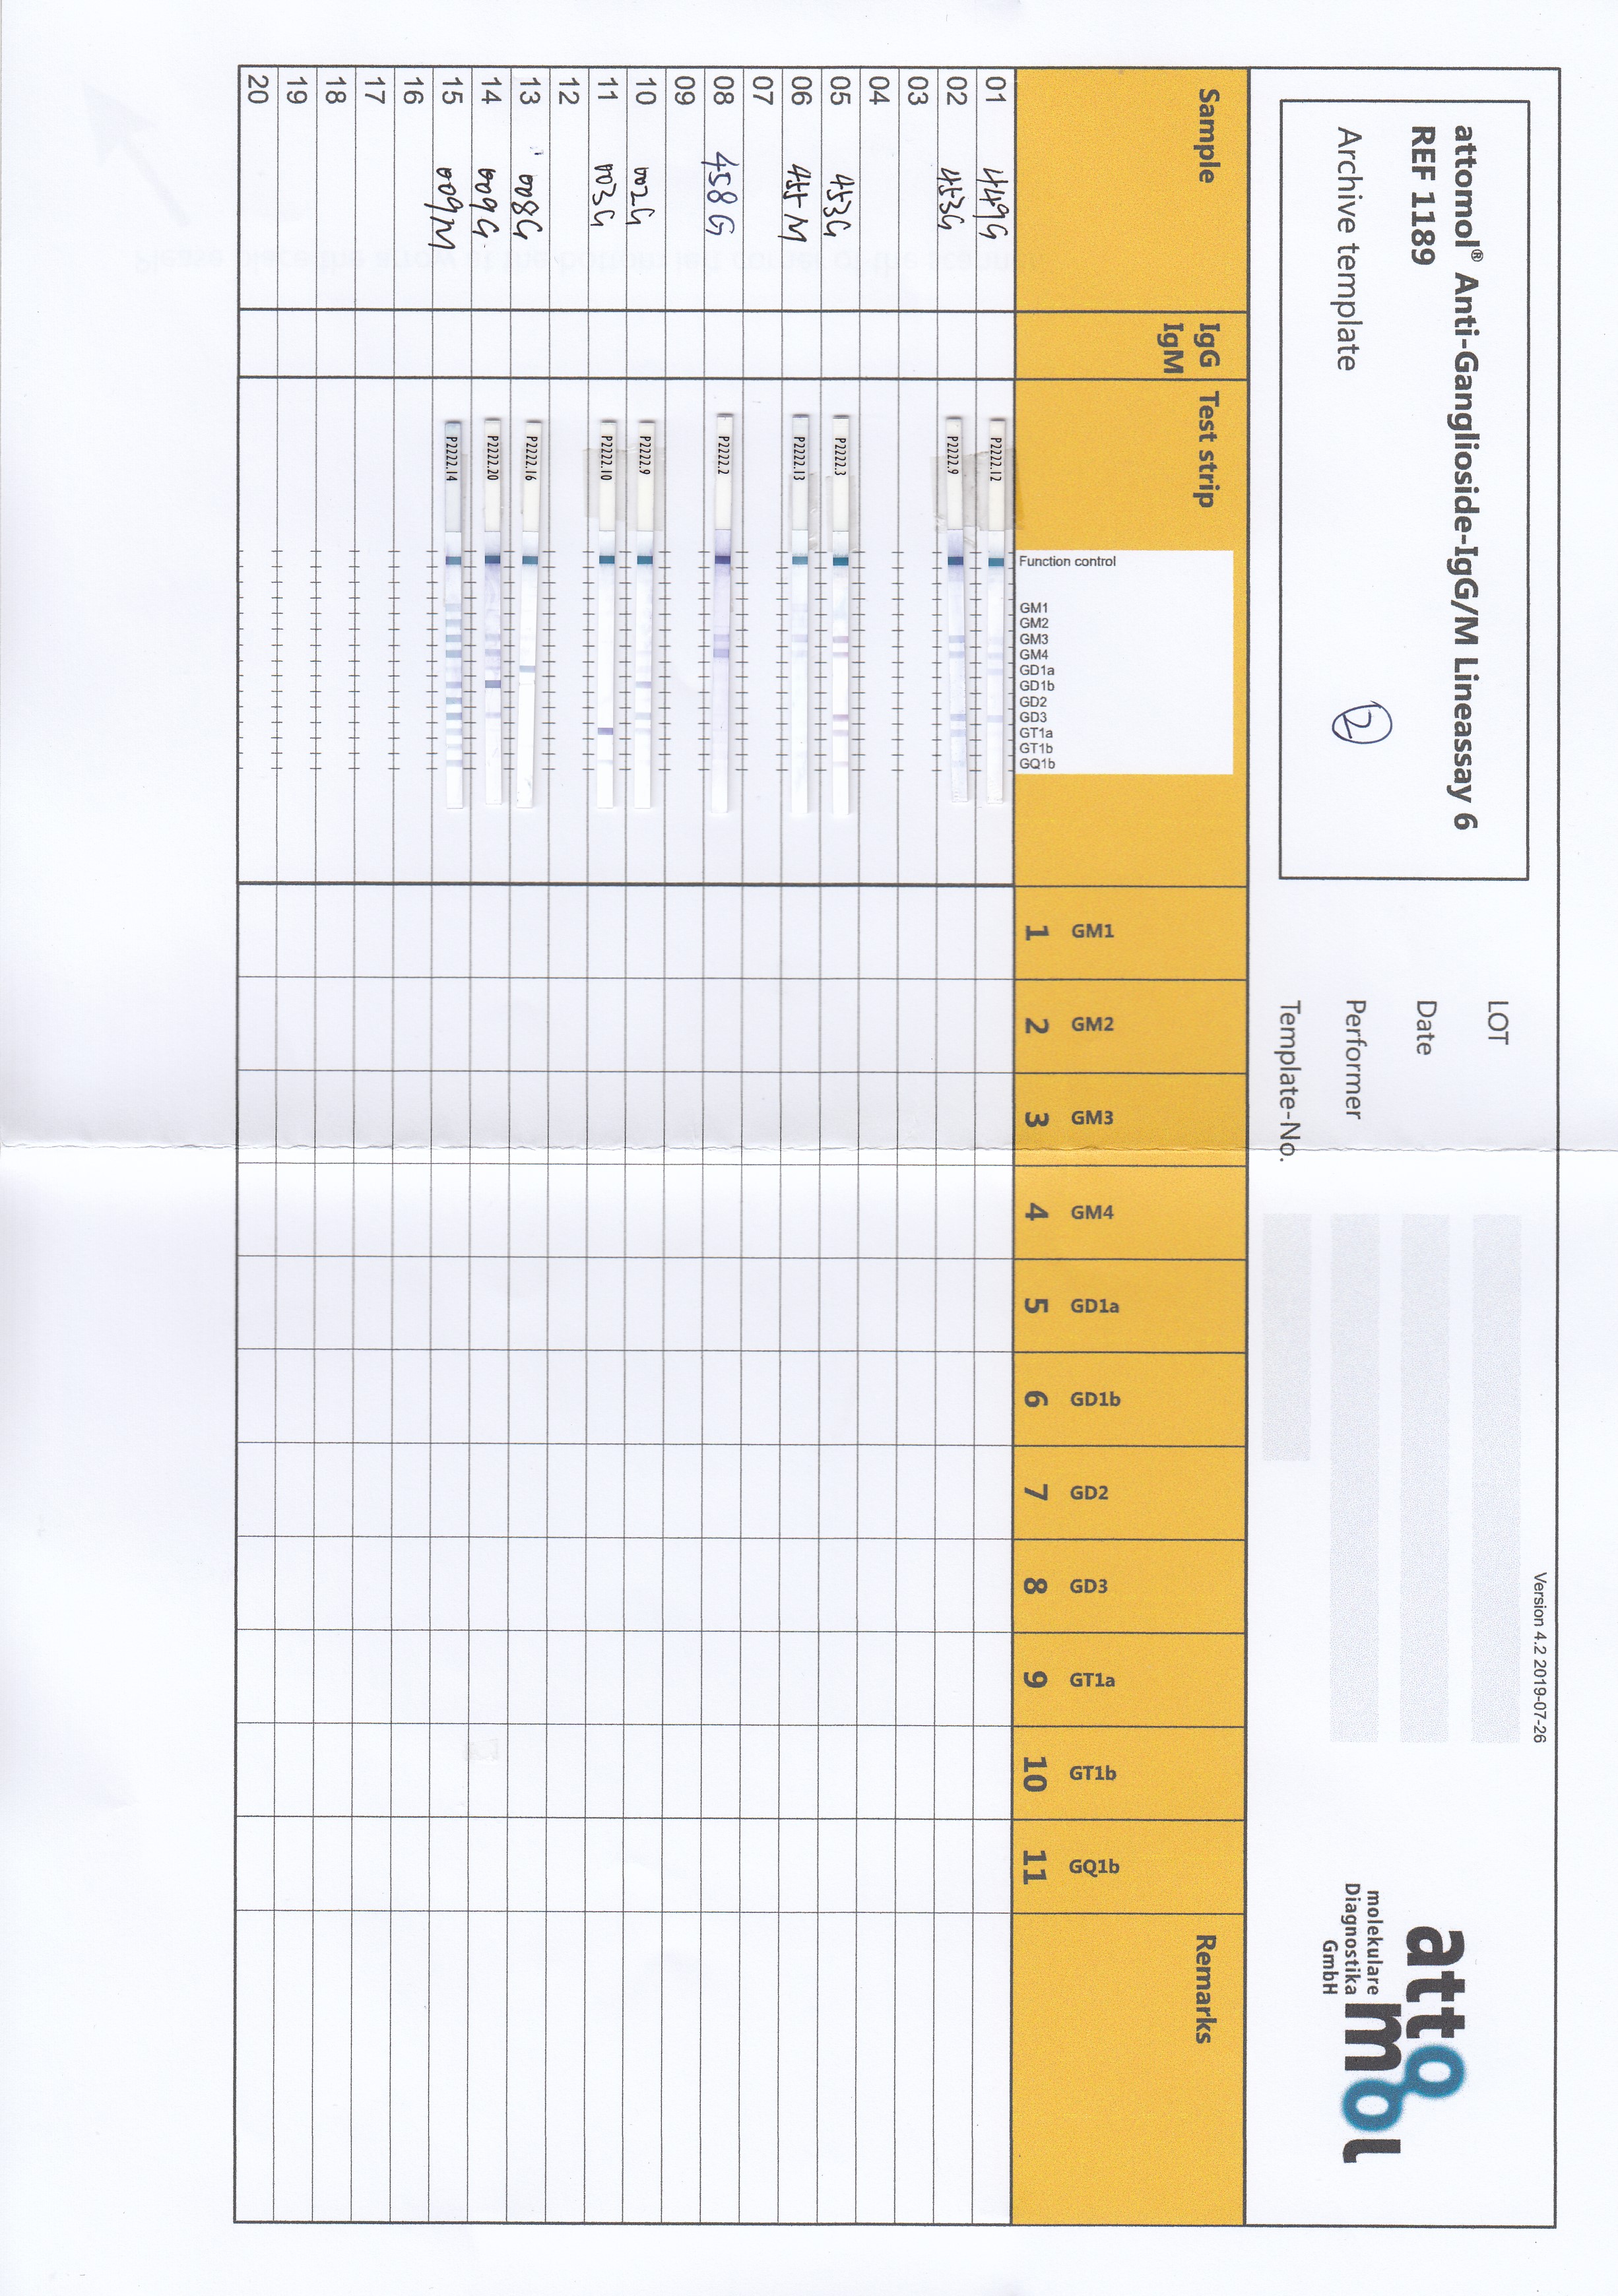 Version 4.2 2019-07-26
attomol® Anti-Ganglioside-IgG/M Lineassay 6
REF 1189
Archive template
2
LOT
Date
Performer
Template-No.
atto
mol
molekulare
Diagnostika
GmbH
Sample
IgG
IgM
Test strip
Function control
GM1
GM2
GM3
GM4
GD1a
GD1b
GD2
GD3
GT1a
GT1b
GQ1b
GM1
GM2
GM3
GM4
GD1a
GD1b
GD2
GD3
GT1a
GT1b
GQ1b
1 2 3 4 5 6 7 8 9 10 11
Remarks
01 449G P2222.12
02 453G P2222.9
03
04
05 453G P2222.3
06 455M P2222.13
07
08 458G P2222.2
09
10 002G P2222.9
11 003G P2222.10
12
13 008G P2222.16
14 009G P2222.20
15 009M P2222.14
16
17
18
19
20